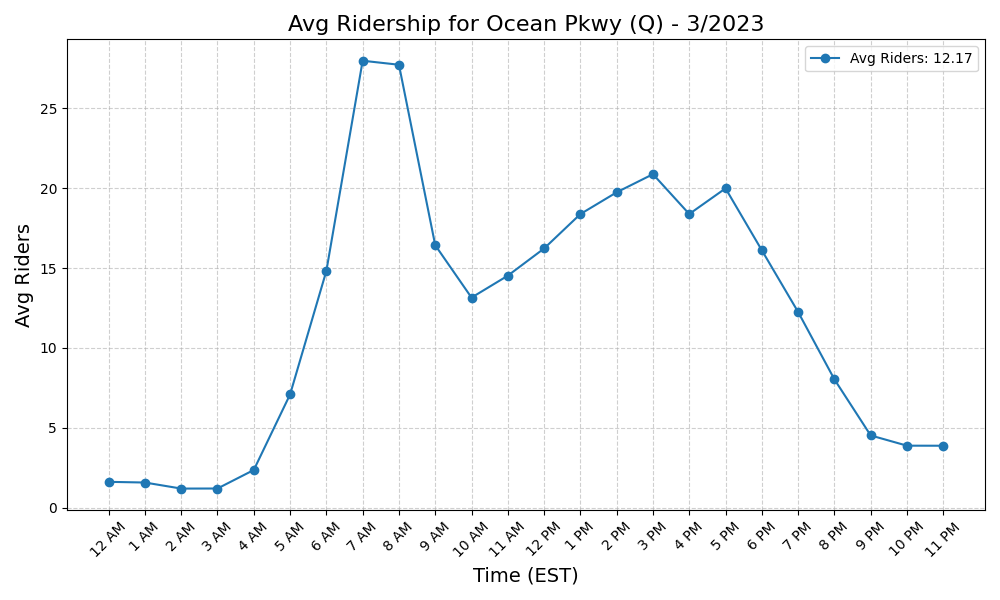 Avg Ridership for Ocean Pkwy (Q) - 3/2023
Avg Riders: 12.17
Avg Riders
25
20
15
10
5
0
12 AM
1 AM
2 AM
3 AM
4 AM
5 AM
6 AM
7 AM
8 AM
9 AM
10 AM
11 AM
12 PM
1 PM
2 PM
3 PM
4 PM
5 PM
6 PM
7 PM
8 PM
9 PM
10 PM
11 PM
Time (EST)